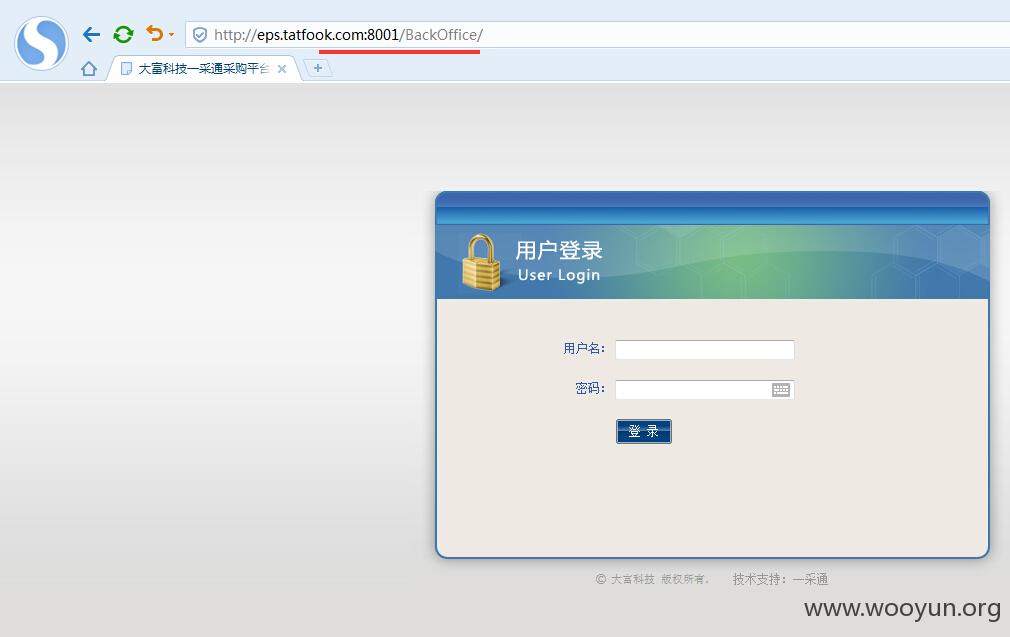 http://eps.tatfook.com:8001/BackOffice/
大富科技一采通采购平台
用户登录
User Login
用户名：
密码：
登 录
© 大富科技 版权所有. 技术支持：一采通
www.wooyun.org